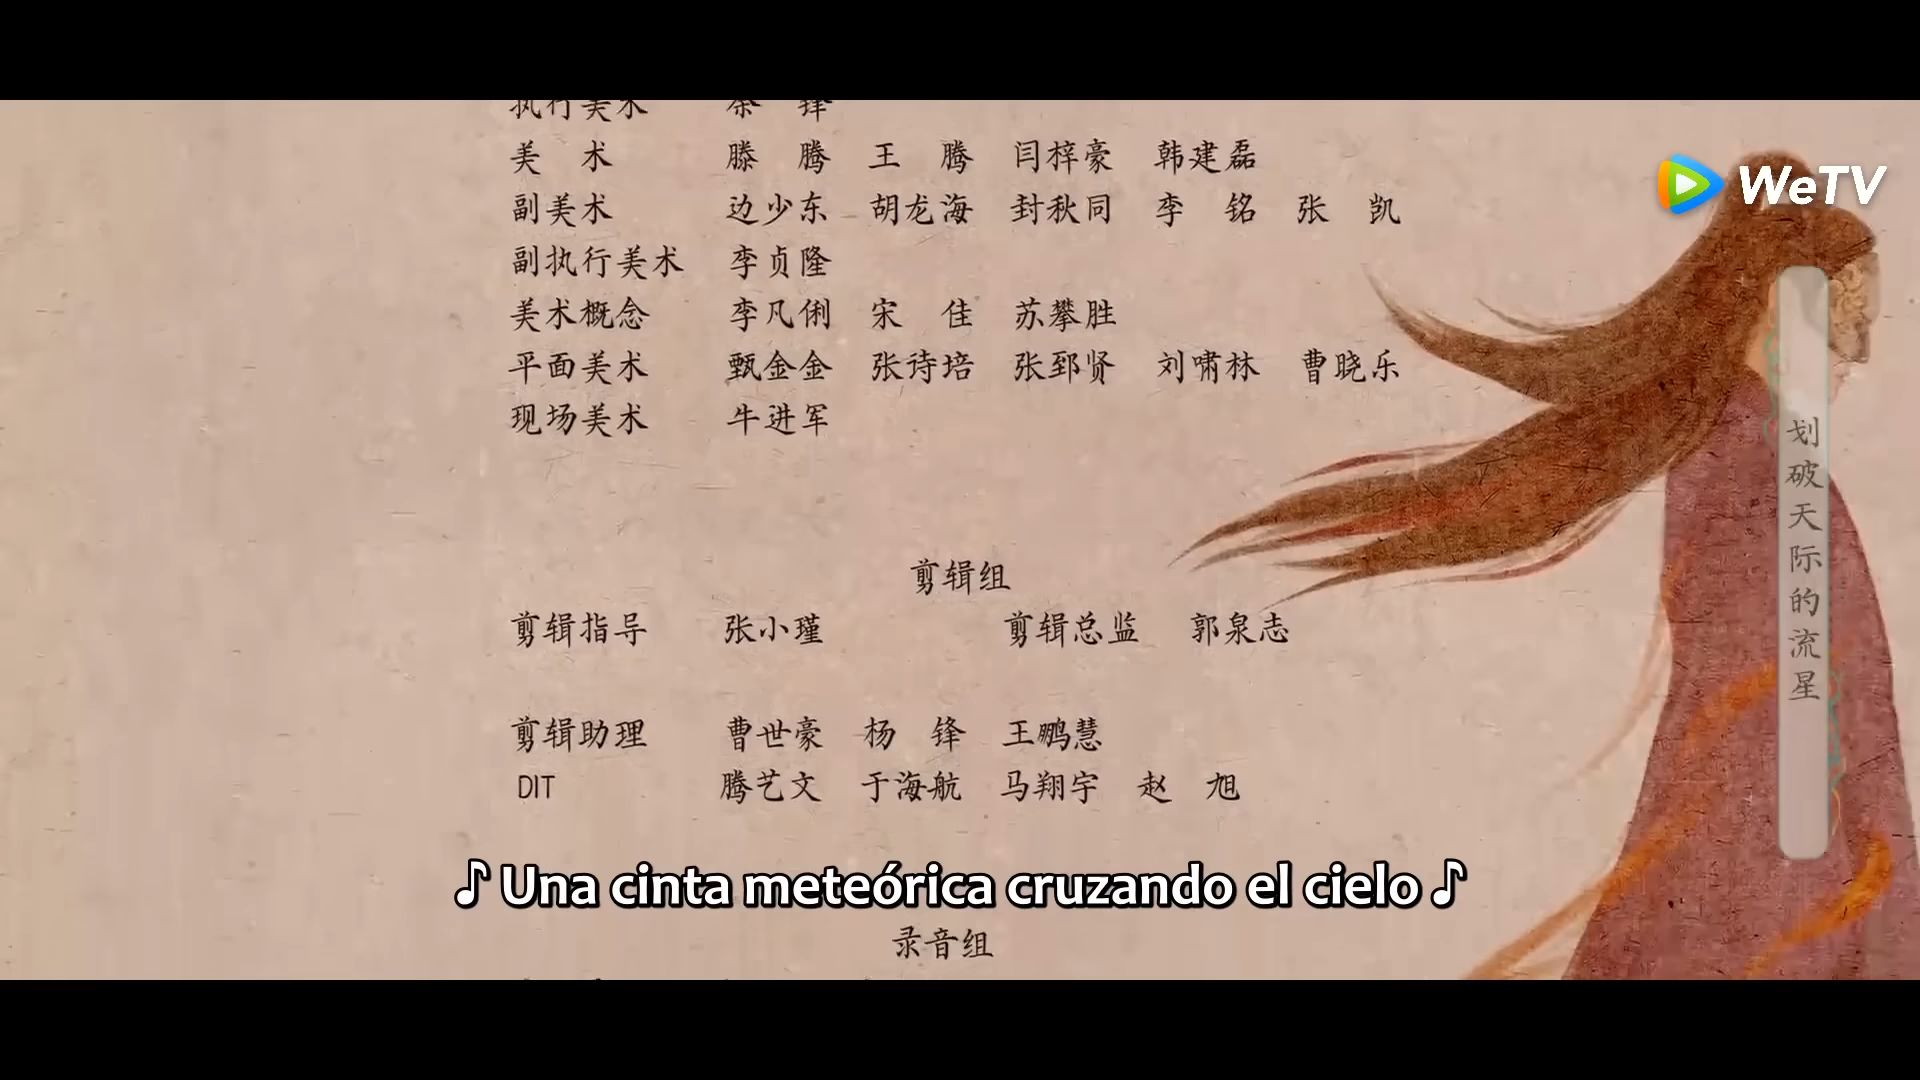 执行美术 余 锋
WeTV
美 术 滕 腾 王 腾 闫梓豪 韩建磊
副美术 边少东 胡龙海 封秋同 李 铭 张 凯
副执行美术 李贞隆
美术概念 李凡俐 宋 佳 苏攀胜
平面美术 甄金金 张诗培 张郅贤 刘啸林 曹晓乐
现场美术 牛进军
划破天际的流星
剪辑组
剪辑指导 张小瑾 剪辑总监 郭泉志
剪辑助理 曹世豪 杨 锋 王鹏慧
DIT 腾艺文 于海航 马翔宇 赵 旭
♪ Una cinta meteórica cruzando el cielo ♪
录音组